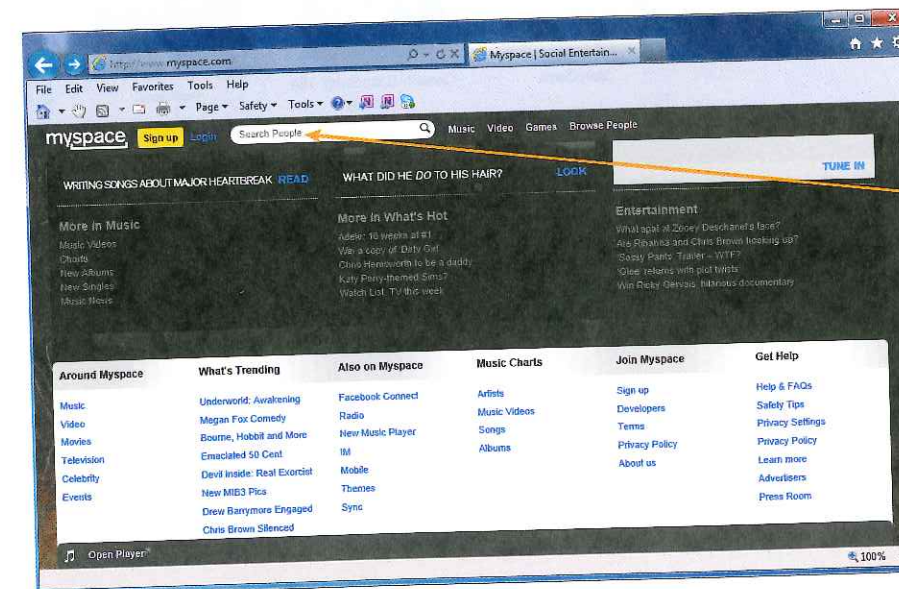 http://www.myspace.com
Myspace | Social Entertain...
File Edit View Favorites Tools Help
Page Safety Tools
myspace Sign up Login Search People Music Video Games Browse People
WRITING SONGS ABOUT MAJOR HEARTBREAK READ
WHAT DID HE DO TO HIS HAIR? LOOK
TUNE IN
More in Music
Music Videos
Charts
New Albums
New Singles
Music News
More in What's Hot
Adele: 16 weeks at #1
Win a copy of 'Dirty Girl'
Chris Hemsworth to be a daddy
Katy Perry-themed Sims?
Watch List: TV this week
Entertainment
What at Zooey Deschanel's face?
Are Rihanna and Chris Brown hooking up?
'Sassy Pants' Trailer – WTF?
'Glee' returns with plot twists
Win Ricky Gervais' hilarious documentary
Around Myspace
Music
Video
Movies
Television
Celebrity
Events
What's Trending
Underworld: Awakening
Megan Fox Comedy
Bourne, Hobbit and More
Emaciated 50 Cent
Devil Inside: Real Exorcist
New MIB3 Pics
Drew Barrymore Engaged
Chris Brown Silenced
Also on Myspace
Facebook Connect
Radio
New Music Player
IM
Mobile
Themes
Sync
Music Charts
Artists
Music Videos
Songs
Albums
Join Myspace
Sign up
Developers
Terms
Privacy Policy
About us
Get Help
Help & FAQs
Safety Tips
Privacy Settings
Privacy Policy
Learn more
Advertisers
Press Room
Open Player
100%